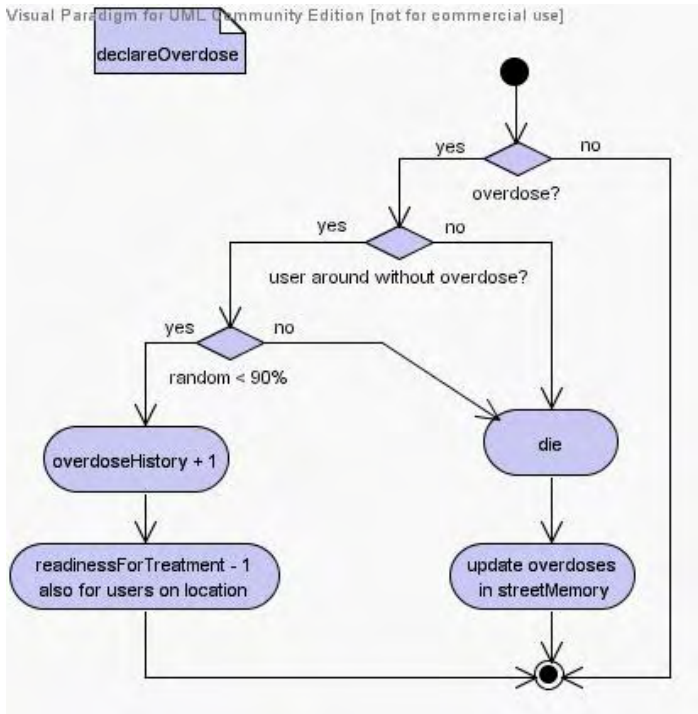 Visual Paradigm for UML Community Edition [not for commercial use]
declareOverdose
yes
no
overdose?
yes
no
user around without overdose?
yes
no
random < 90%
overdoseHistory + 1
die
readinessForTreatment - 1
also for users on location
update overdoses
in streetMemory